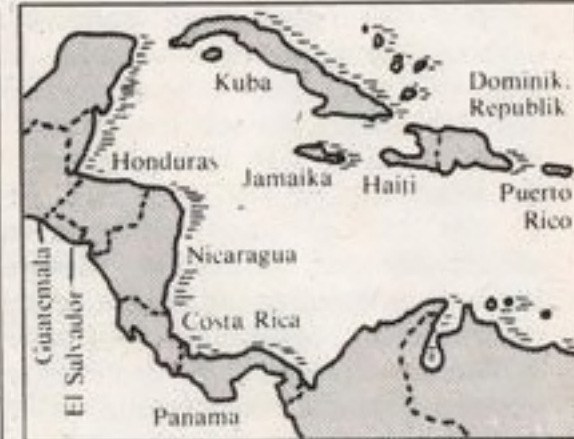 Kuba
Dominik.
Republik
Honduras
Jamaika
Haiti
Puerto
Rico
Nicaragua
Guatemala
El Salvador
Costa Rica
Panama